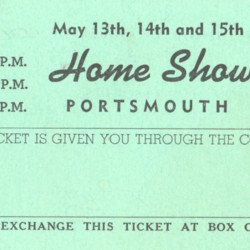 May 13th, 14th and 15th
P.M.
Home Show
P.M.
P.M.
PORTSMOUTH
TICKET IS GIVEN YOU THROUGH THE C
EXCHANGE THIS TICKET AT BOX O